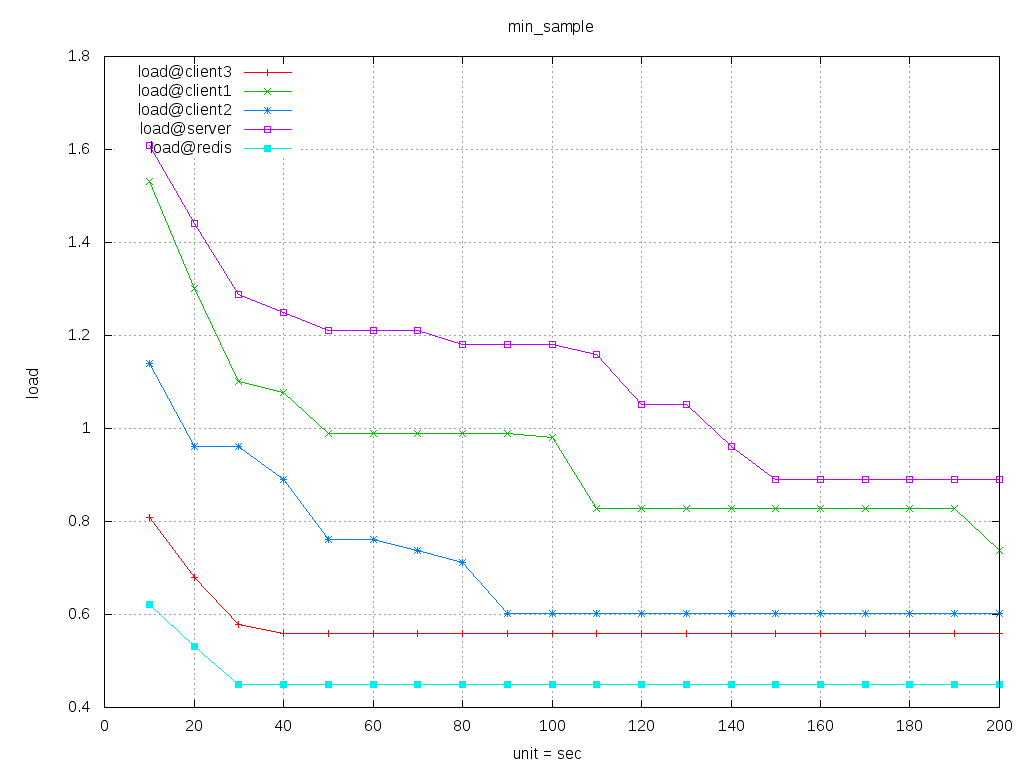 min_sample
load@client3
load@client1
load@client2
load@server
load@redis
1.8
1.6
1.4
1.2
1
0.8
0.6
0.4
load
0 20 40 60 80 100 120 140 160 180 200
unit = sec